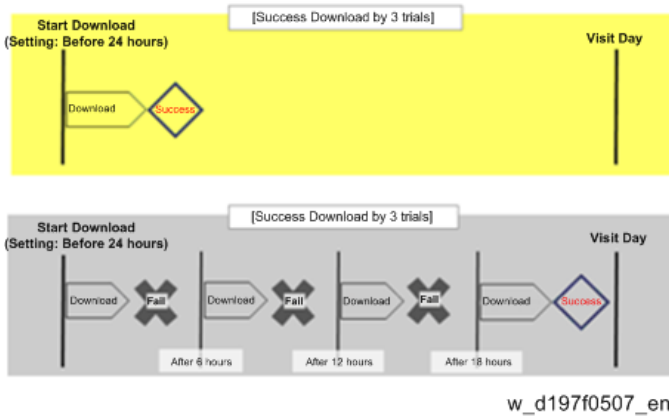 [Success Download by 3 trials]
Start Download
(Setting: Before 24 hours)
Visit Day
Download
Success
[Success Download by 3 trials]
Start Download
(Setting: Before 24 hours)
Visit Day
Download
Fail
Download
Fail
Download
Fail
Download
Success
After 6 hours
After 12 hours
After 18 hours
w_d197f0507_en